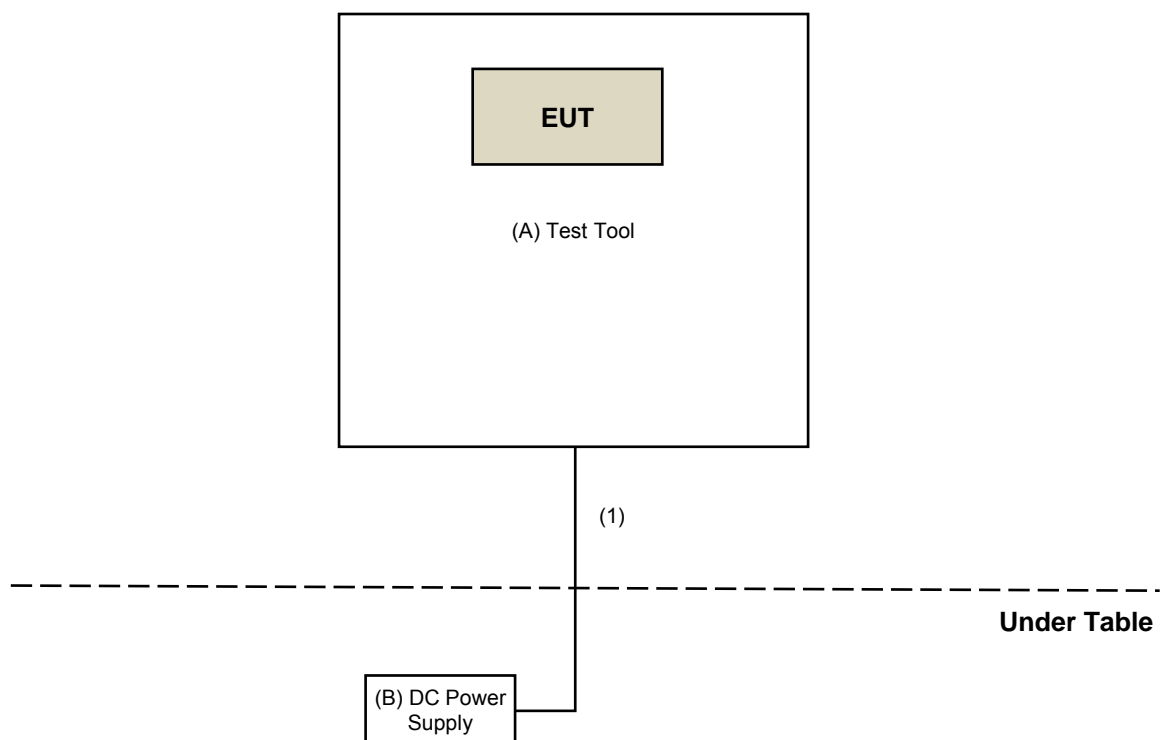 EUT
(A) Test Tool
(1)
Under Table
(B) DC Power
Supply